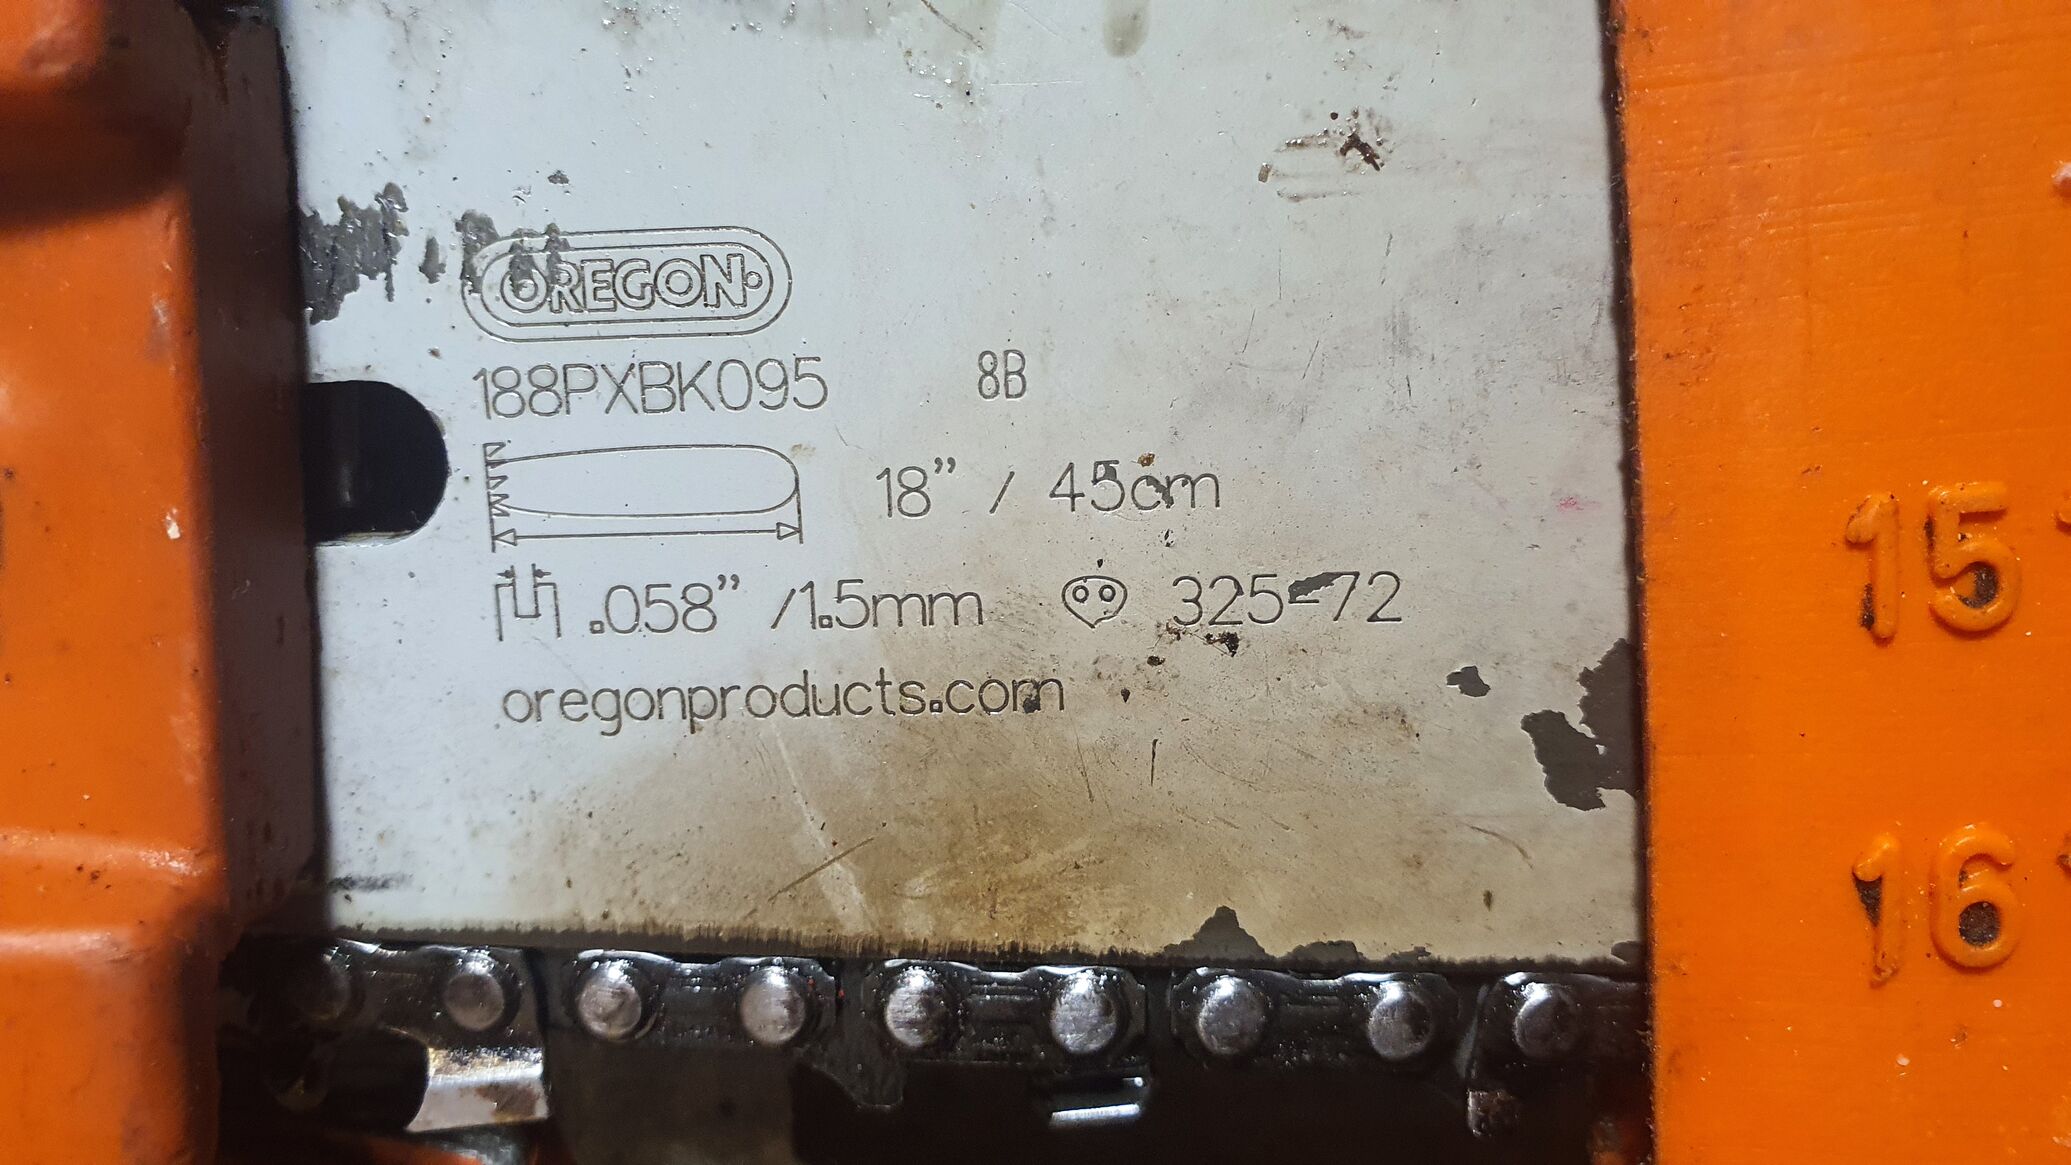 OREGON
188PXBK095 8B
18” / 45cm
.058” /1.5mm 325-72
oregonproducts.com
15
16